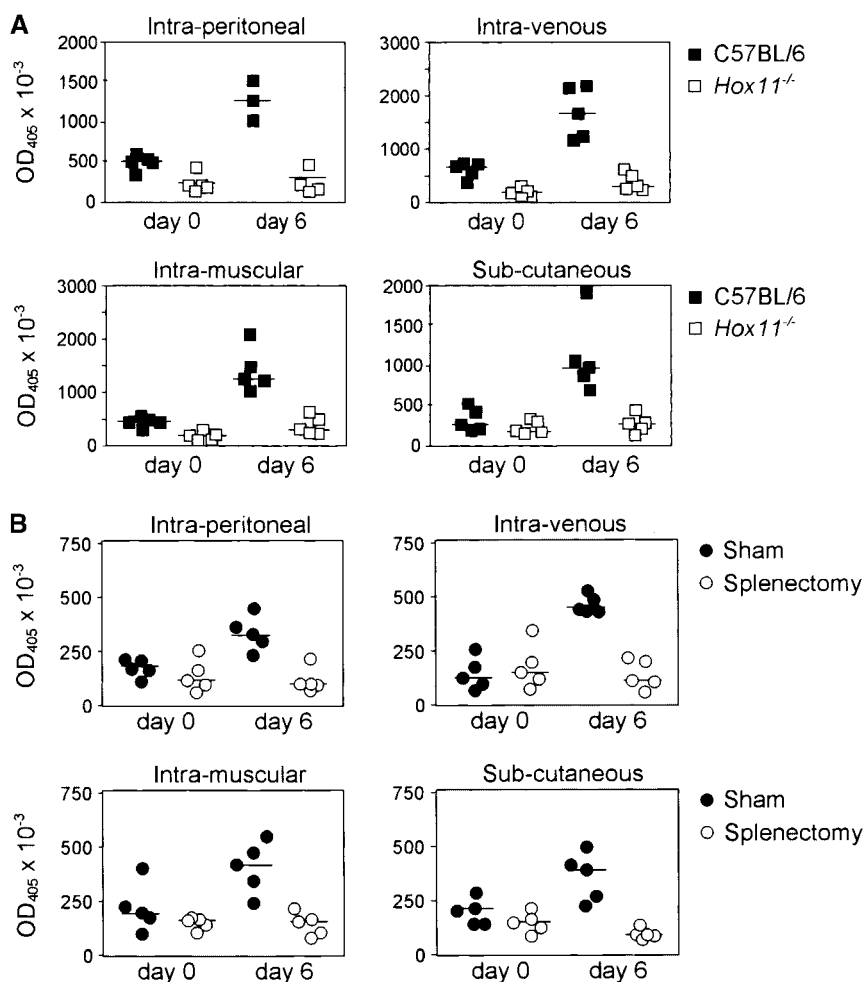 A
Intra-peritoneal
Intra-venous
OD₄₀₅ x 10⁻³
2000
1500
1000
500
0
day 0
day 6
3000
2000
1000
0
day 0
day 6
C57BL/6
Hox11⁻/⁻
Intra-muscular
Sub-cutaneous
OD₄₀₅ x 10⁻³
3000
2000
1000
0
day 0
day 6
2000
1500
1000
500
0
day 0
day 6
C57BL/6
Hox11⁻/⁻
B
Intra-peritoneal
Intra-venous
OD₄₀₅ x 10⁻³
750
500
250
0
day 0
day 6
750
500
250
0
day 0
day 6
Sham
Splenectomy
Intra-muscular
Sub-cutaneous
OD₄₀₅ x 10⁻³
750
500
250
0
day 0
day 6
750
500
250
0
day 0
day 6
Sham
Splenectomy